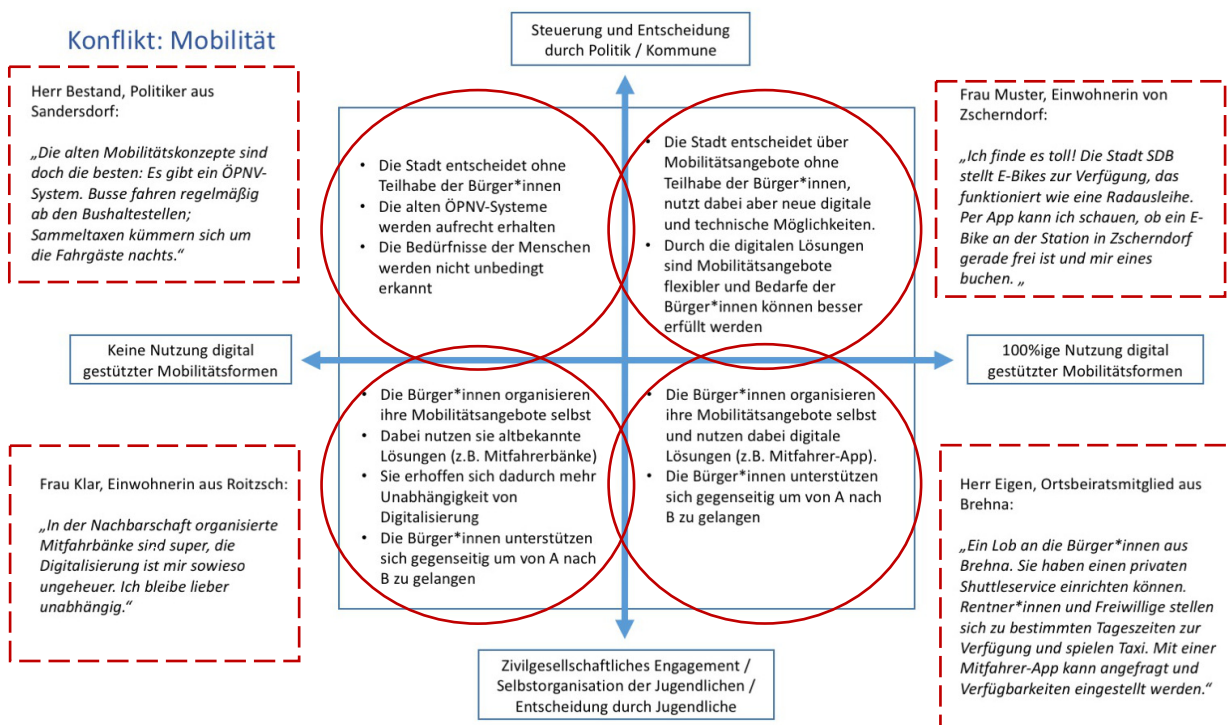 Konflikt: Mobilität
Steuerung und Entscheidung
durch Politik / Kommune
Herr Bestand, Politiker aus
Sandersdorf:
„Die alten Mobilitätskonzepte sind
doch die besten: Es gibt ein ÖPNV-
System. Busse fahren regelmäßig
ab den Bushaltestellen;
Sammeltaxen kümmern sich um
die Fahrgäste nachts.“
• Die Stadt entscheidet ohne
Teilhabe der Bürger*innen
• Die alten ÖPNV-Systeme
werden aufrecht erhalten
• Die Bedürfnisse der Menschen
werden nicht unbedingt
erkannt
• Die Stadt entscheidet über
Mobilitätsangebote ohne
Teilhabe der Bürger*innen,
nutzt dabei aber neue digitale
und technische Möglichkeiten.
• Durch die digitalen Lösungen
sind Mobilitätsangebote
flexibler und Bedarfe der
Bürger*innen können besser
erfüllt werden
Frau Muster, Einwohnerin von
Zscherndorf:
„Ich finde es toll! Die Stadt SDB
stellt E-Bikes zur Verfügung, das
funktioniert wie eine Radausleihe.
Per App kann ich schauen, ob ein E-
Bike an der Station in Zscherndorf
gerade frei ist und mir eines
buchen. „
Keine Nutzung digital
gestützter Mobilitätsformen
100%ige Nutzung digital
gestützter Mobilitätsformen
Frau Klar, Einwohnerin aus Roitzsch:
„In der Nachbarschaft organisierte
Mitfahrbänke sind super, die
Digitalisierung ist mir sowieso
ungeheuer. Ich bleibe lieber
unabhängig.“
• Die Bürger*innen organisieren
ihre Mobilitätsangebote selbst
• Dabei nutzen sie altbekannte
Lösungen (z.B. Mitfahrerbänke)
• Sie erhoffen sich dadurch mehr
Unabhängigkeit von
Digitalisierung
• Die Bürger*innen unterstützen
sich gegenseitig um von A nach
B zu gelangen
• Die Bürger*innen organisieren
ihre Mobilitätsangebote selbst
und nutzen dabei digitale
Lösungen (z.B. Mitfahrer-App).
• Die Bürger*innen unterstützen
sich gegenseitig um von A nach
B zu gelangen
Herr Eigen, Ortsbeiratsmitglied aus
Brehna:
„Ein Lob an die Bürger*innen aus
Brehna. Sie haben einen privaten
Shuttleservice einrichten können.
Rentner*innen und Freiwillige stellen
sich zu bestimmten Tageszeiten zur
Verfügung und spielen Taxi. Mit einer
Mitfahrer-App kann angefragt und
Verfügbarkeiten eingestellt werden.“
Zivilgesellschaftliches Engagement /
Selbstorganisation der Jugendlichen /
Entscheidung durch Jugendliche